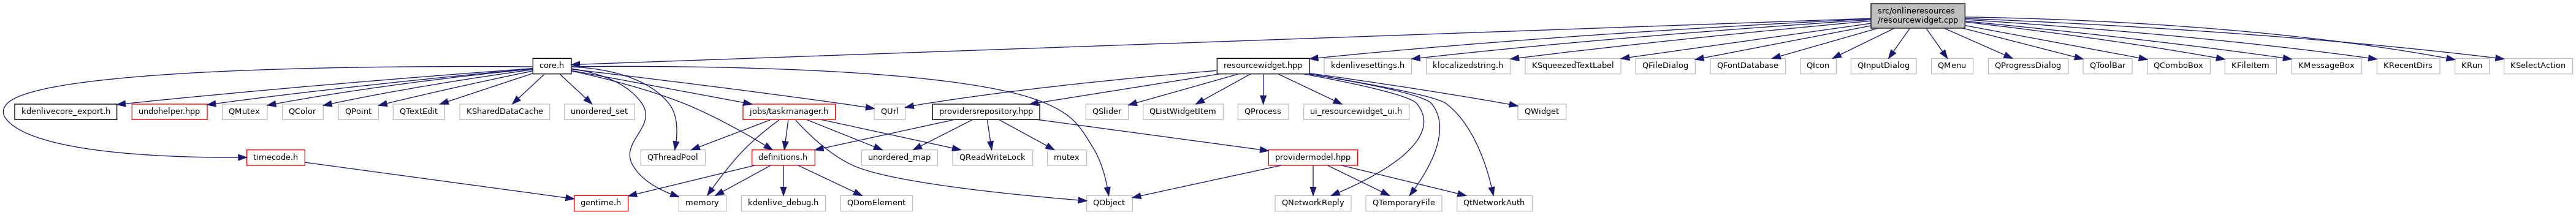 src/onlineresources
/resourcewidget.cpp
core.h
resourcewidget.hpp
kdenlivesettings.h
klocalizedstring.h
KSqueezedTextLabel
QFileDialog
QFontDatabase
QIcon
QInputDialog
QMenu
QProgressDialog
QToolBar
QComboBox
KFileItem
KMessageBox
KRecentDirs
KRun
KSelectAction
kdenlivecore_export.h
undohelper.hpp
QMutex
QColor
QPoint
QTextEdit
KSharedDataCache
unordered_set
jobs/taskmanager.h
QUrl
providersrepository.hpp
QSlider
QListWidgetItem
QProcess
ui_resourcewidget_ui.h
QWidget
timecode.h
QThreadPool
definitions.h
unordered_map
QReadWriteLock
mutex
providermodel.hpp
gentime.h
memory
kdenlive_debug.h
QDomElement
QObject
QNetworkReply
QTemporaryFile
QtNetworkAuth